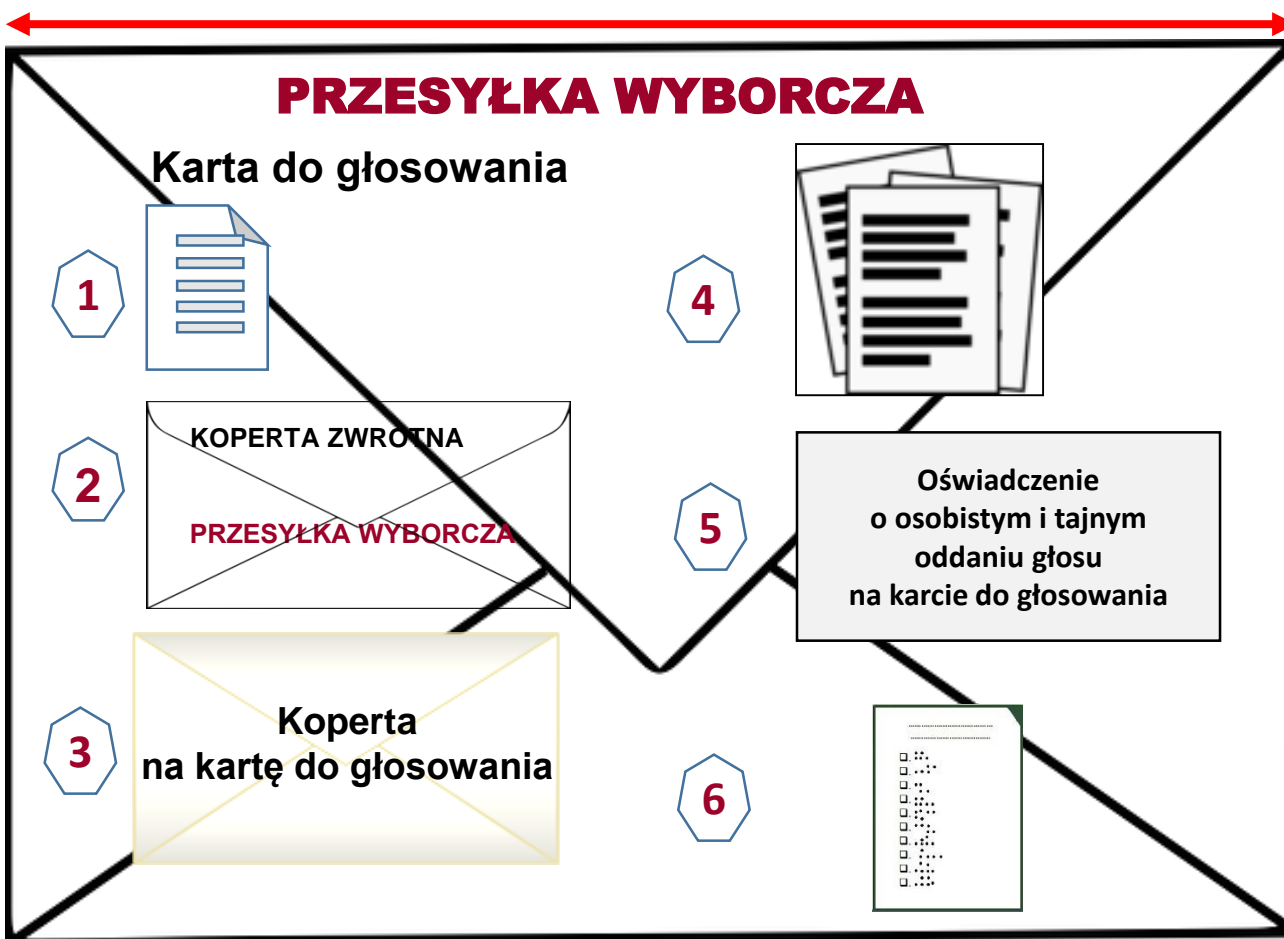 PRZESYŁKA WYBORCZA
Karta do głosowania
1
KOPERTA ZWROTNA
PRZESYŁKA WYBORCZA
2
Koperta
na kartę do głosowania
3
4
5
Oświadczenie
o osobistym i tajnym
oddaniu głosu
na karcie do głosowania
6